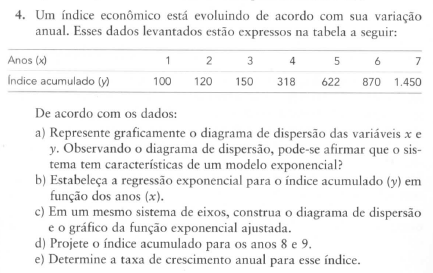 4. Um índice econômico está evoluindo de acordo com sua variação
anual. Esses dados levantados estão expressos na tabela a seguir:
Anos (x) 1 2 3 4 5 6 7
Índice acumulado (y) 100 120 150 318 622 870 1.450
De acordo com os dados:
a) Represente graficamente o diagrama de dispersão das variáveis x e
y. Observando o diagrama de dispersão, pode-se afirmar que o sis-
tema tem características de um modelo exponencial?
b) Estabeleça a regressão exponencial para o índice acumulado (y) em
função dos anos (x).
c) Em um mesmo sistema de eixos, construa o diagrama de dispersão
e o gráfico da função exponencial ajustada.
d) Projete o índice acumulado para os anos 8 e 9.
e) Determine a taxa de crescimento anual para esse índice.